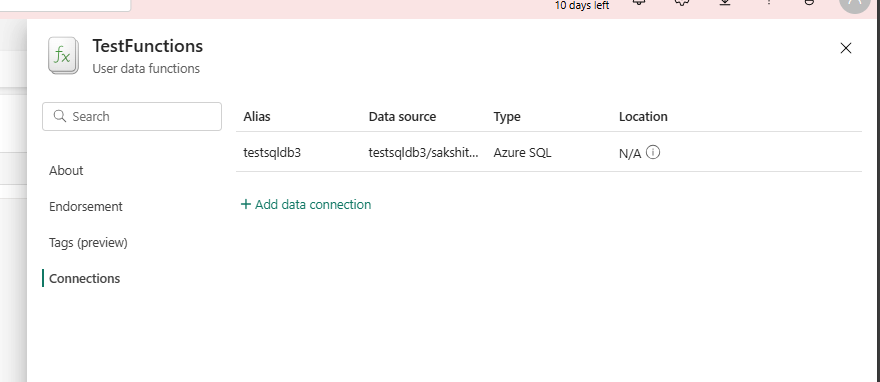 10 days left
TestFunctions
User data functions
Search
About
Endorsement
Tags (preview)
Connections
Alias Data source Type Location
testsqldb3 testsqldb3/sakshit... Azure SQL N/A
+ Add data connection